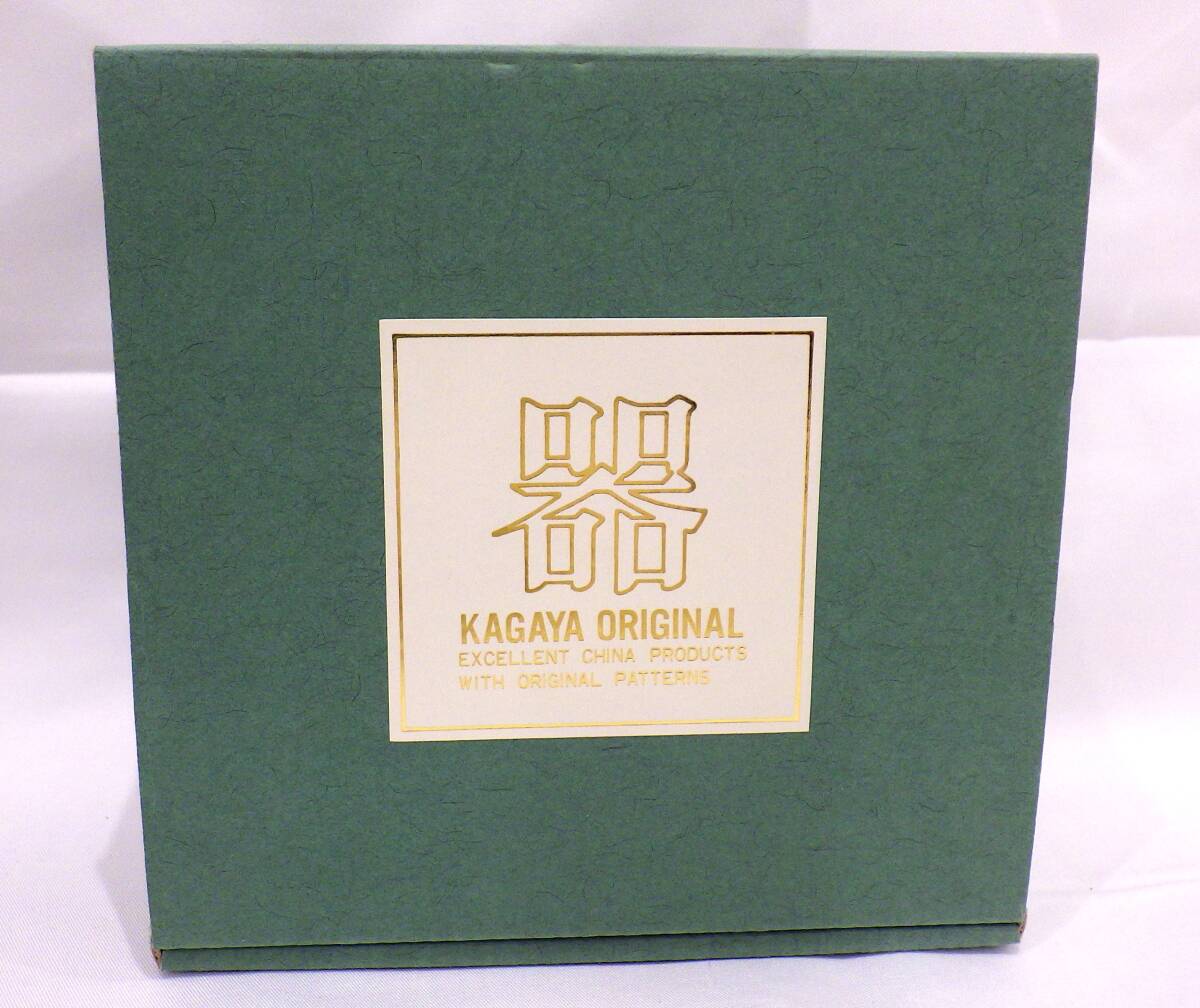 器
KAGAYA ORIGINAL
EXCELLENT CHINA PRODUCTS
WITH ORIGINAL PATTERNS